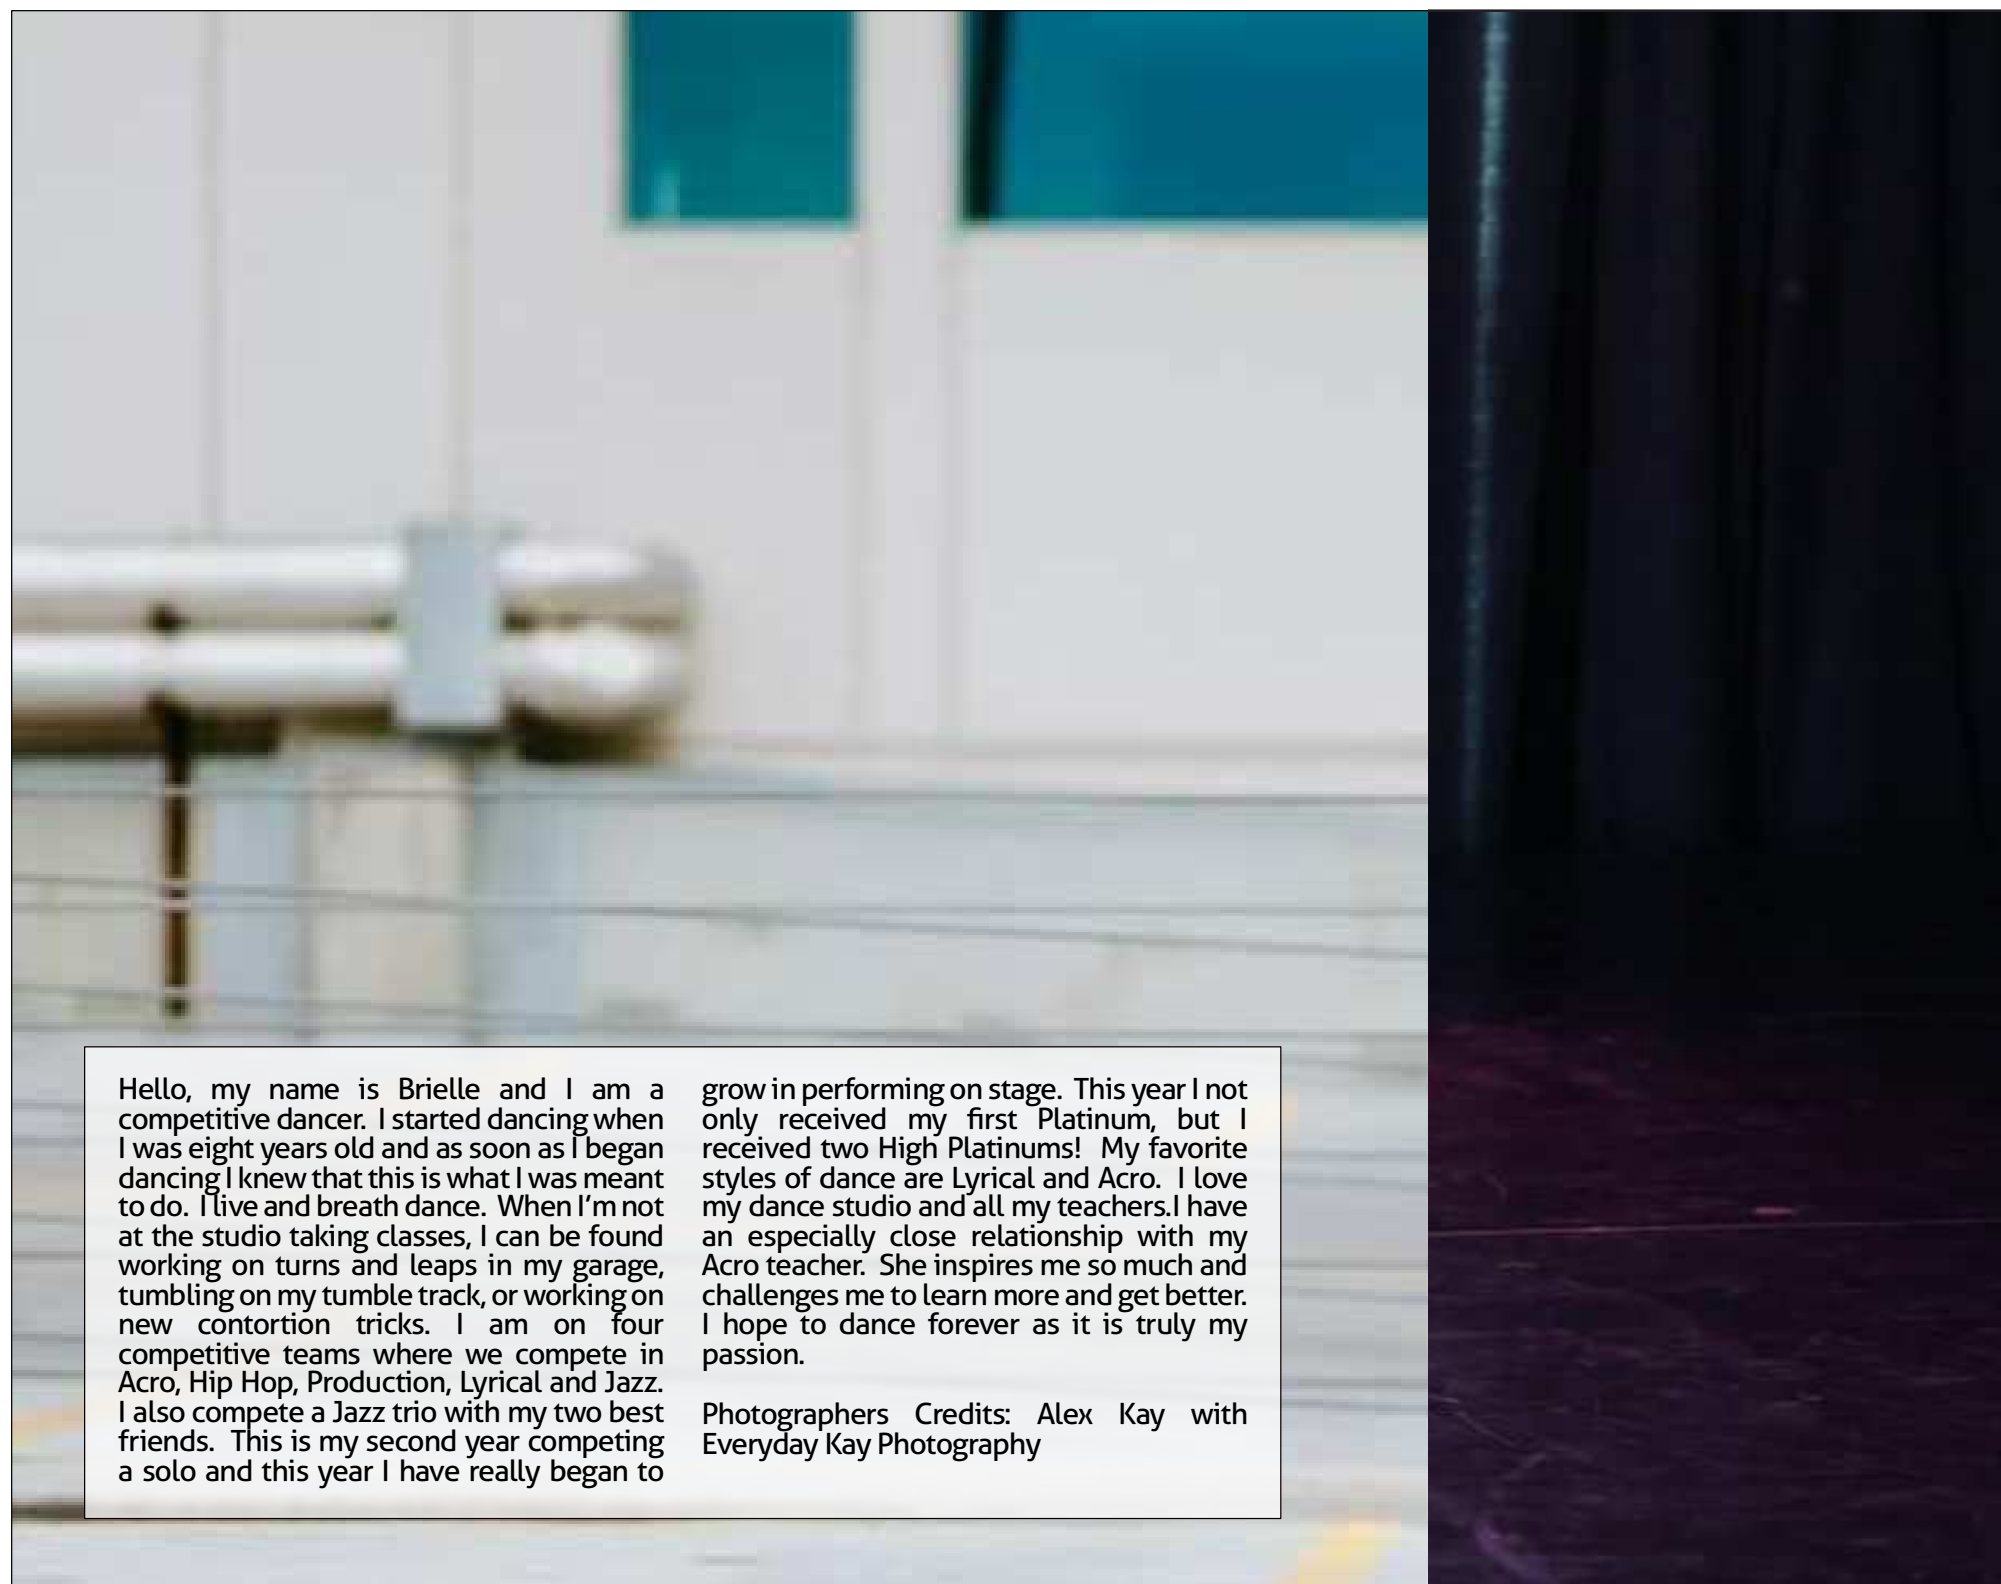 Hello, my name is Brielle and I am a
competitive dancer. I started dancing when
I was eight years old and as soon as I began
dancing I knew that this is what I was meant
to do. I live and breath dance. When I'm not
at the studio taking classes, I can be found
working on turns and leaps in my garage,
tumbling on my tumble track, or working on
new contortion tricks. I am on four
competitive teams where we compete in
Acro, Hip Hop, Production, Lyrical and Jazz.
I also compete a Jazz trio with my two best
friends. This is my second year competing
a solo and this year I have really began to
grow in performing on stage. This year I not
only received my first Platinum, but I
received two High Platinums! My favorite
styles of dance are Lyrical and Acro. I love
my dance studio and all my teachers.I have
an especially close relationship with my
Acro teacher. She inspires me so much and
challenges me to learn more and get better.
I hope to dance forever as it is truly my
passion.
Photographers Credits: Alex Kay with
Everyday Kay Photography